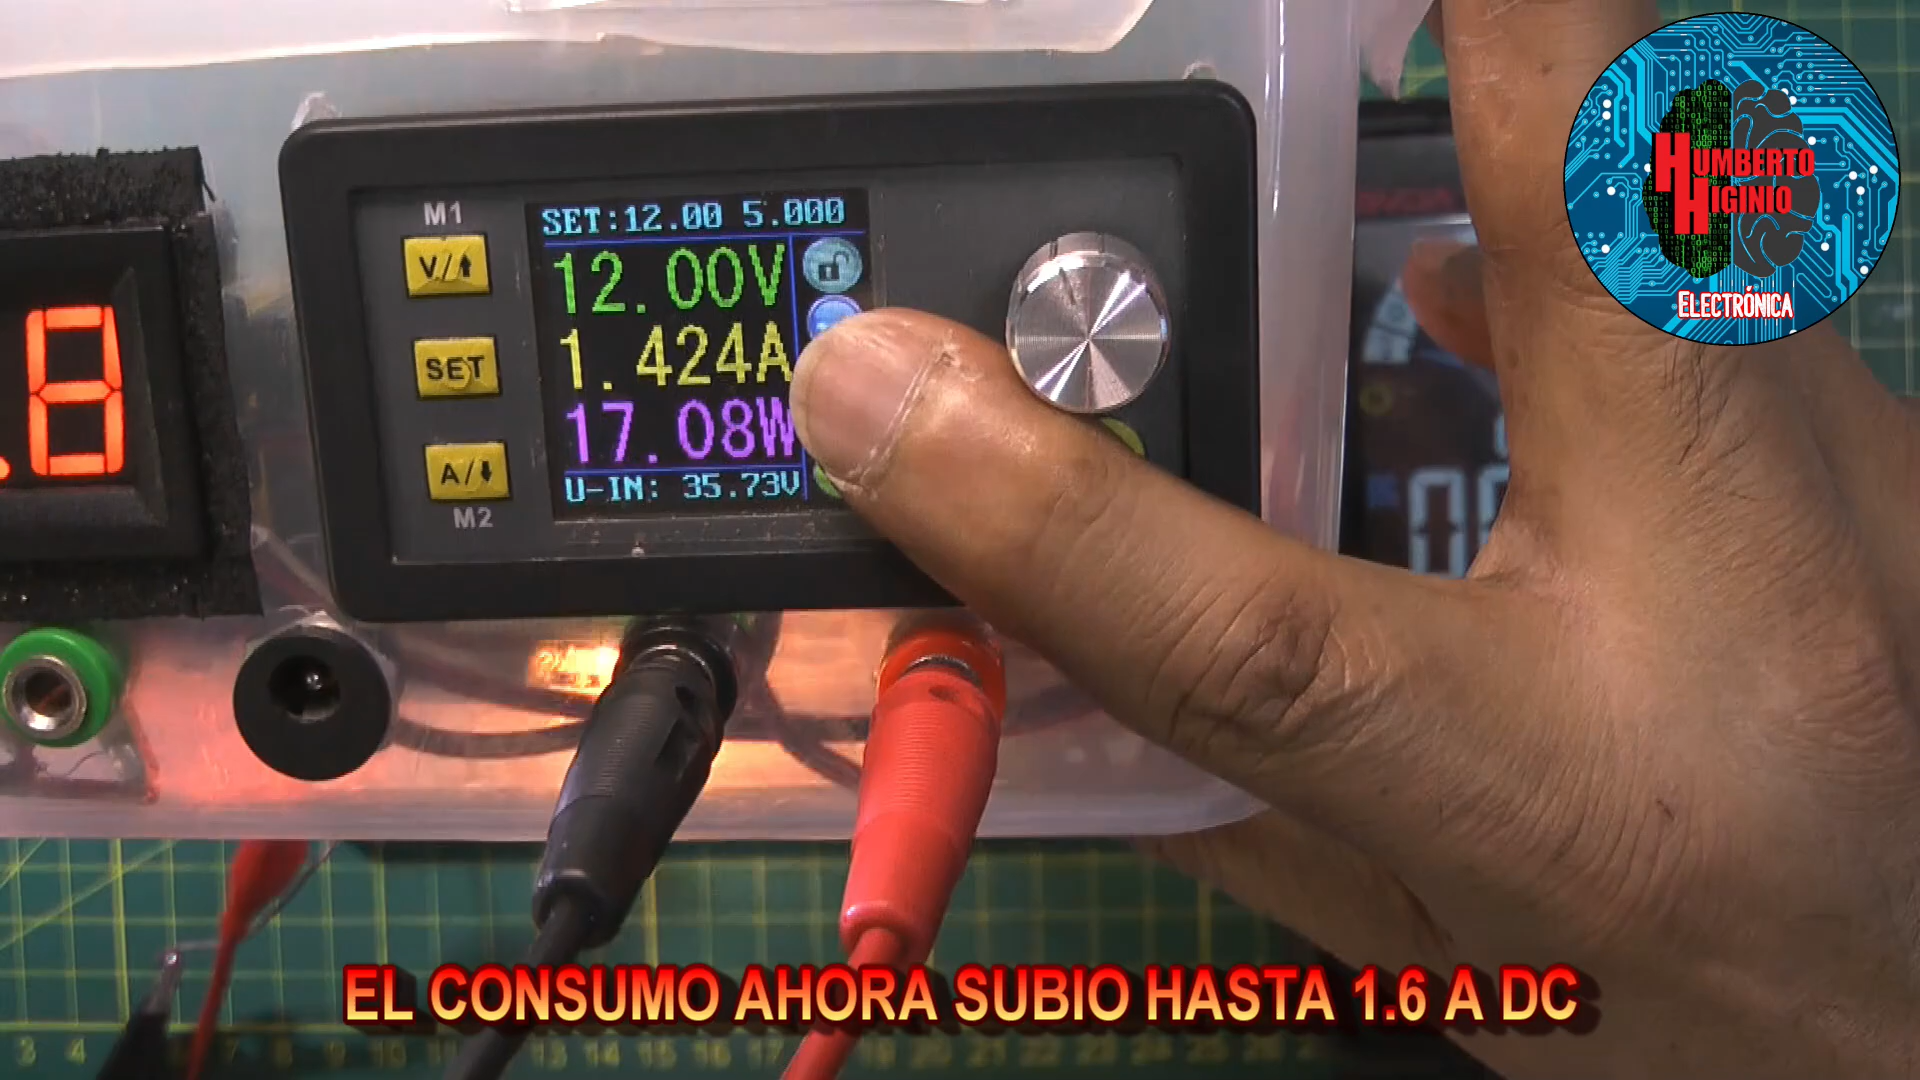 M1
V/⬆
SET
A/⬇
M2
SET:12.00 5.000
12.00V
1.424A
17.08W
U-IN: 35.73V
.8
HUMBERTO
HIGINIO
ELECTRÓNICA
EL CONSUMO AHORA SUBIO HASTA 1.6 A DC